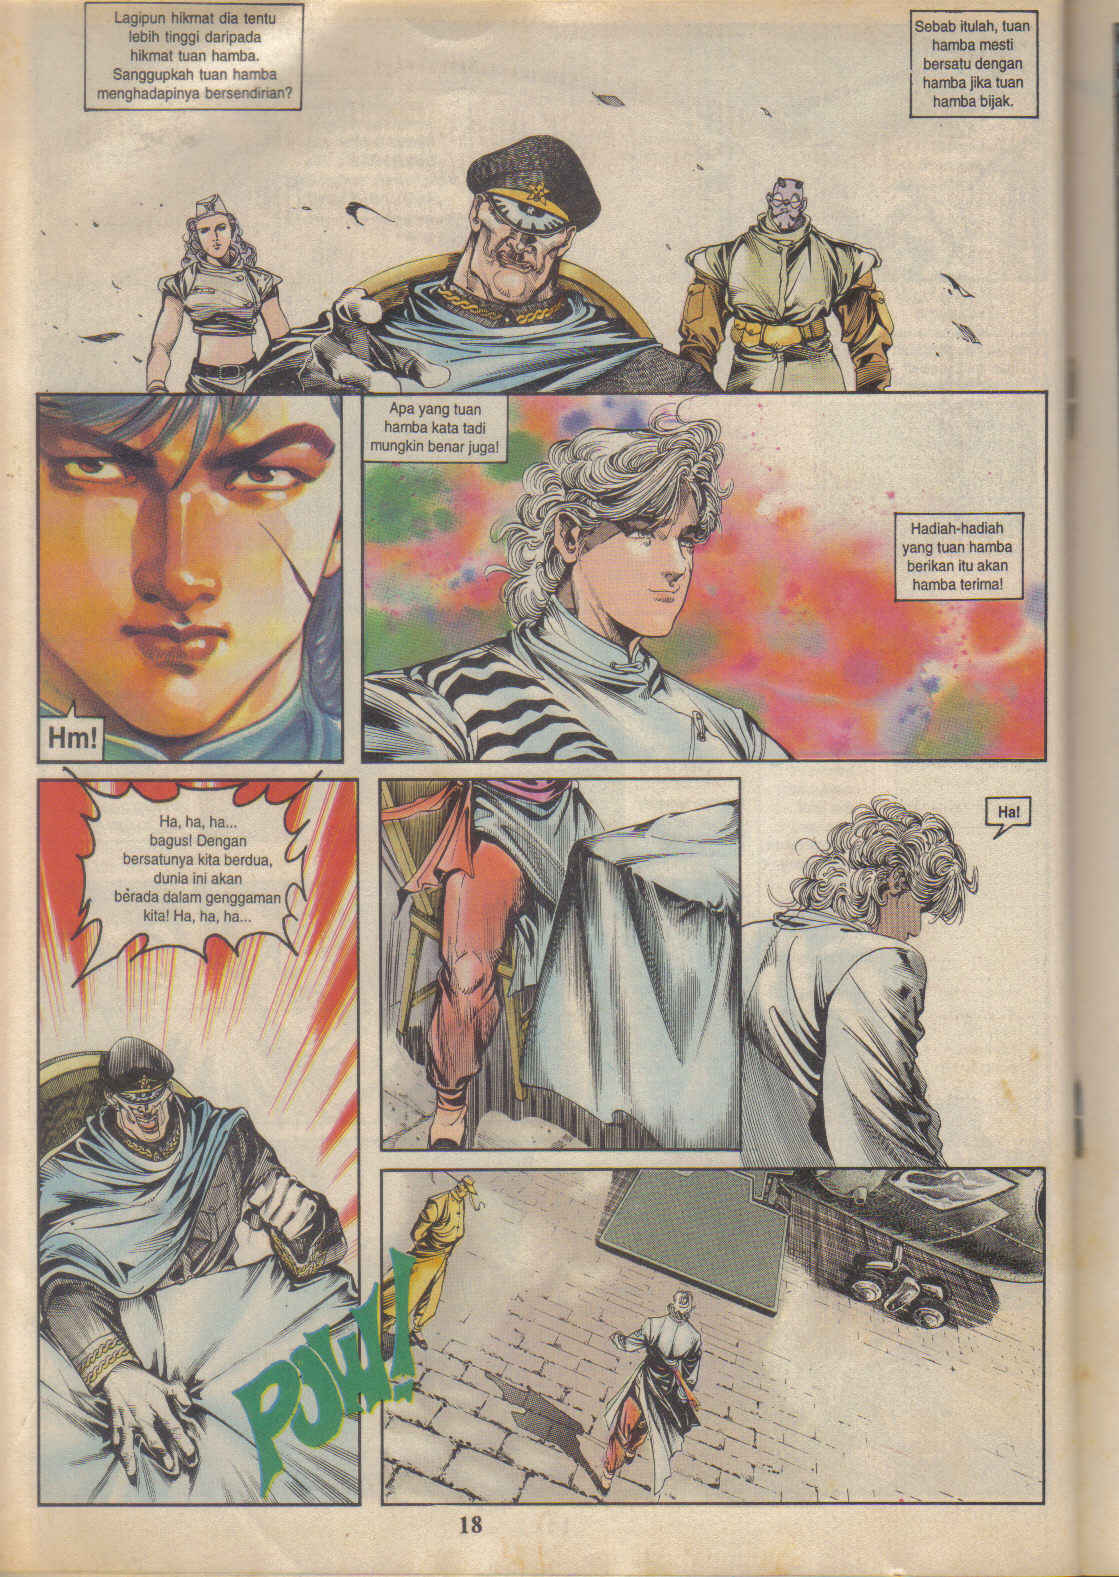 Lagipun hikmat dia tentu
lebih tinggi daripada
hikmat tuan hamba.
Sanggupkah tuan hamba
menghadapinya bersendirian?
Sebab itulah, tuan
hamba mesti
bersatu dengan
hamba jika tuan
hamba bijak.
Hm!
Apa yang tuan
hamba kata tadi
mungkin benar juga!
Hadiah-hadiah
yang tuan hamba
berikan itu akan
hamba terima!
Ha, ha, ha...
bagus! Dengan
bersatunya kita berdua,
dunia ini akan
berada dalam genggaman
kita! Ha, ha, ha...
POW!
Ha!
18